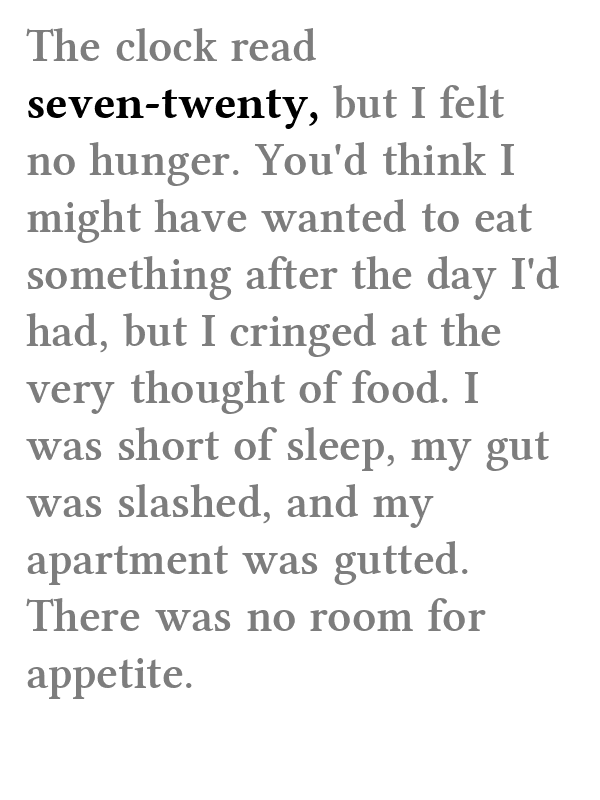 The clock read
seven-twenty, but I felt
no hunger. You'd think I
might have wanted to eat
something after the day I'd
had, but I cringed at the
very thought of food. I
was short of sleep, my gut
was slashed, and my
apartment was gutted.
There was no room for
appetite.